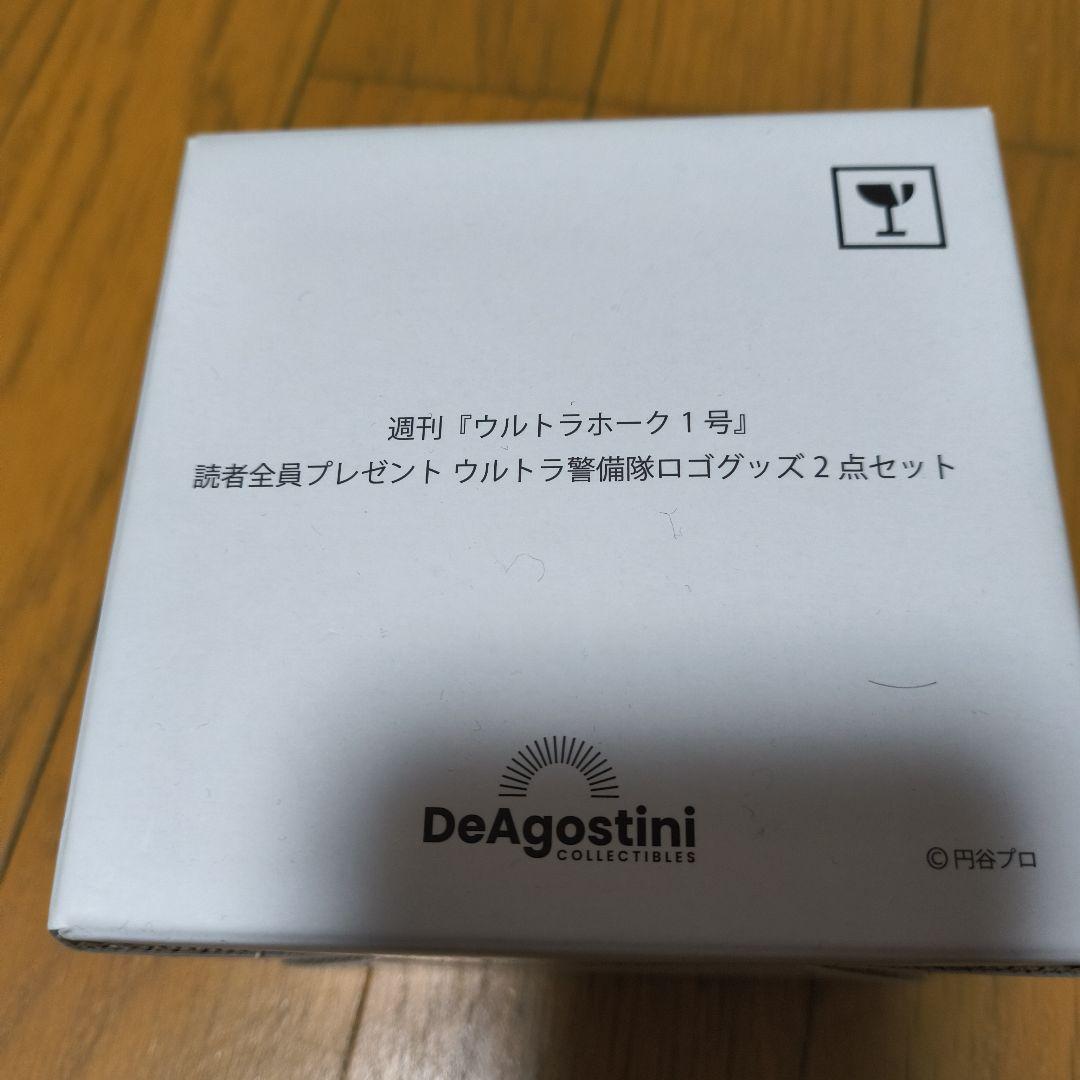 週刊『ウルトラホーク1号』
読者全員プレゼント ウルトラ警備隊ロゴグッズ2点セット
DeAgostini
COLLECTIBLES
©円谷プロ